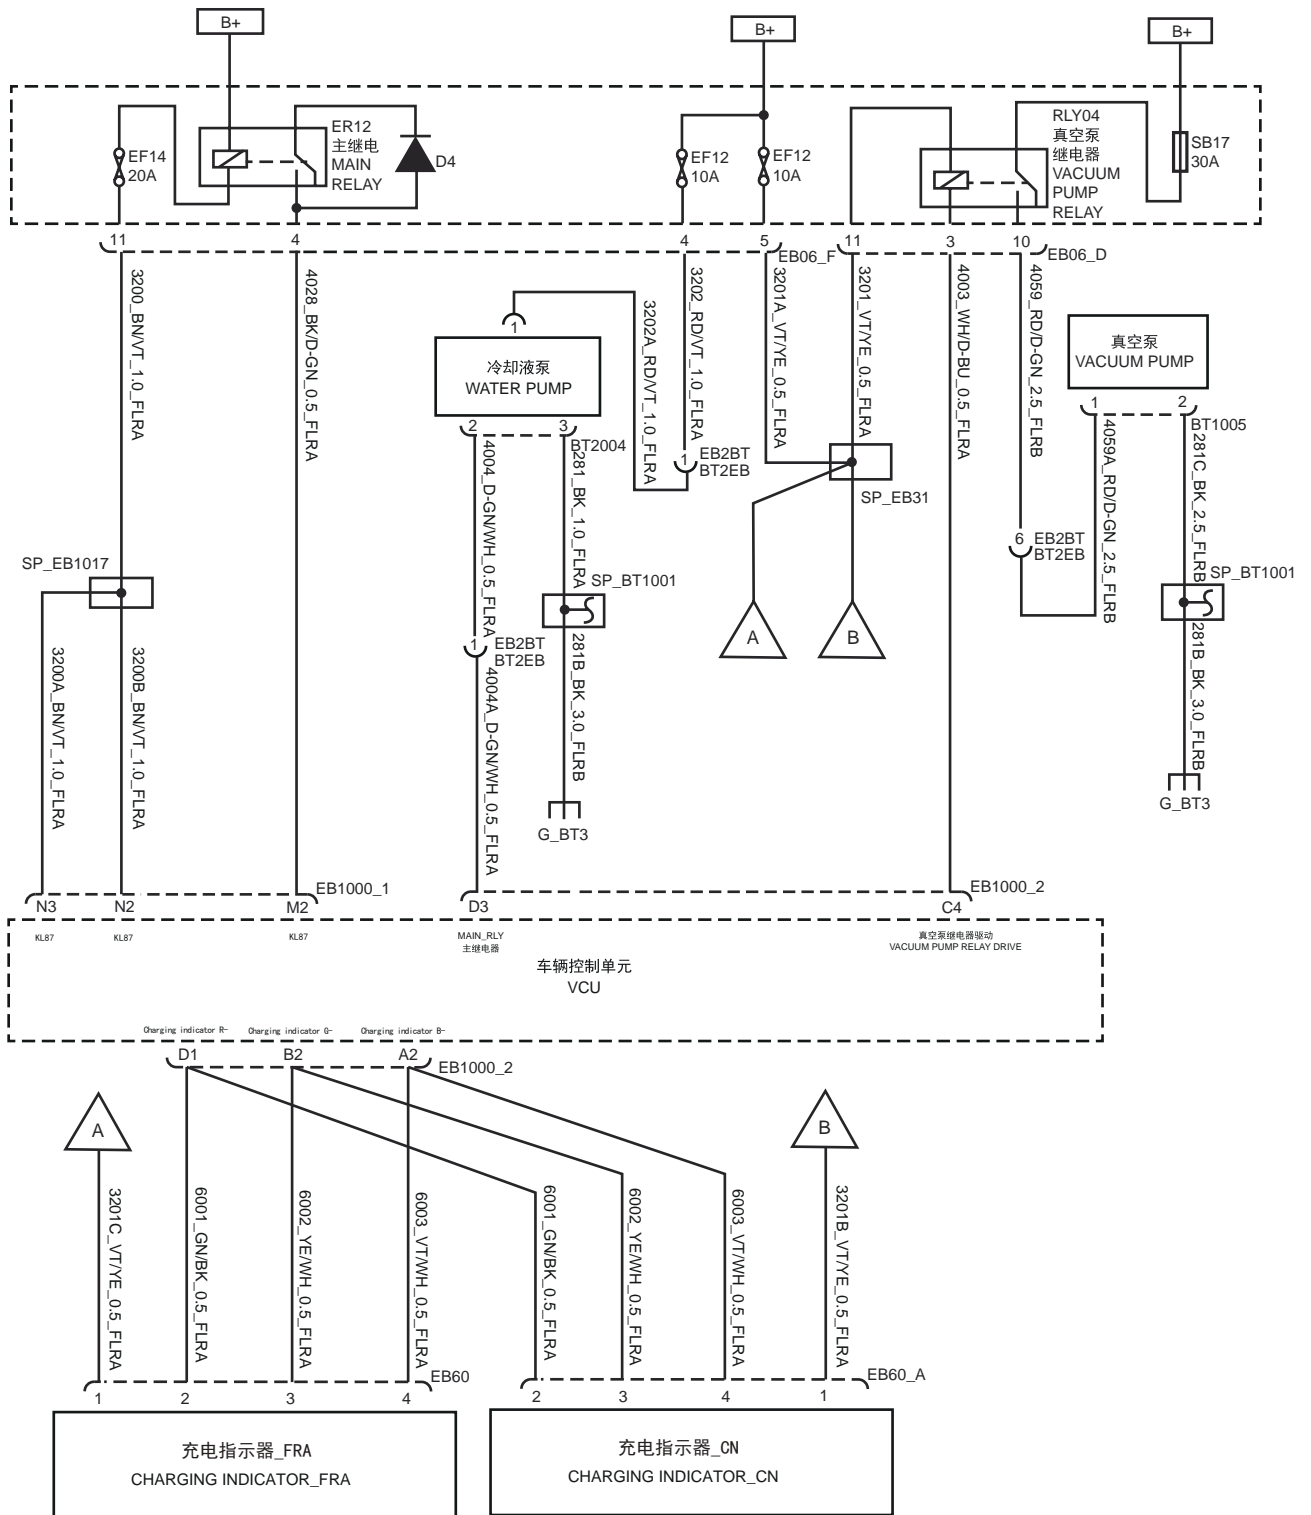 B+
B+
B+
EF14
20A
ER12
主继电
MAIN
RELAY
D4
EF12
10A
EF12
10A
RLY04
真空泵
继电器
VACUUM
PUMP
RELAY
SB17
30A
11
4
4
5
EB06_F
11
3
10
EB06_D
3200_BN/VT_1.0_FLRA
4028_BK/D-GN_0.5_FLRA
3202A_RD/VT_1.0_FLRA
3202_RD/VT_1.0_FLRA
3201A_VT/YE_0.5_FLRA
3201_VT/YE_0.5_FLRA
4003_WH/D-BU_0.5_FLRA
4059_RD/D-GN_2.5_FLRB
1
冷却液泵
WATER PUMP
2
3
BT2004
真空泵
VACUUM PUMP
1
2
BT1005
4004_D-GN/WH_0.5_FLRA
281_BK_1.0_FLRA
1
EB2BT
BT2EB
SP_EB31
4059A_RD/D-GN_2.5_FLRB
281C_BK_2.5_FLRB
6
EB2BT
BT2EB
SP_EB1017
SP_BT1001
SP_BT1001
3200A_BN/VT_1.0_FLRA
3200B_BN/VT_1.0_FLRA
1
EB2BT
BT2EB
4004A_D-GN/WH_0.5_FLRA
281B_BK_3.0_FLRB
A
B
281B_BK_3.0_FLRB
G_BT3
G_BT3
N3
N2
M2
EB1000_1
D3
C4
EB1000_2
KL87
KL87
KL87
MAIN_RLY
主继电器
真空泵继电器驱动
VACUUM PUMP RELAY DRIVE
车辆控制单元
VCU
Charging indicator R-
Charging indicator G-
Charging indicator B-
D1
B2
A2
EB1000_2
A
B
3201C_VT/YE_0.5_FLRA
6001_GN/BK_0.5_FLRA
6002_YE/WH_0.5_FLRA
6003_VT/WH_0.5_FLRA
6001_GN/BK_0.5_FLRA
6002_YE/WH_0.5_FLRA
6003_VT/WH_0.5_FLRA
3201B_VT/YE_0.5_FLRA
1
2
3
4
EB60
2
3
4
1
EB60_A
充电指示器_FRA
CHARGING INDICATOR_FRA
充电指示器_CN
CHARGING INDICATOR_CN